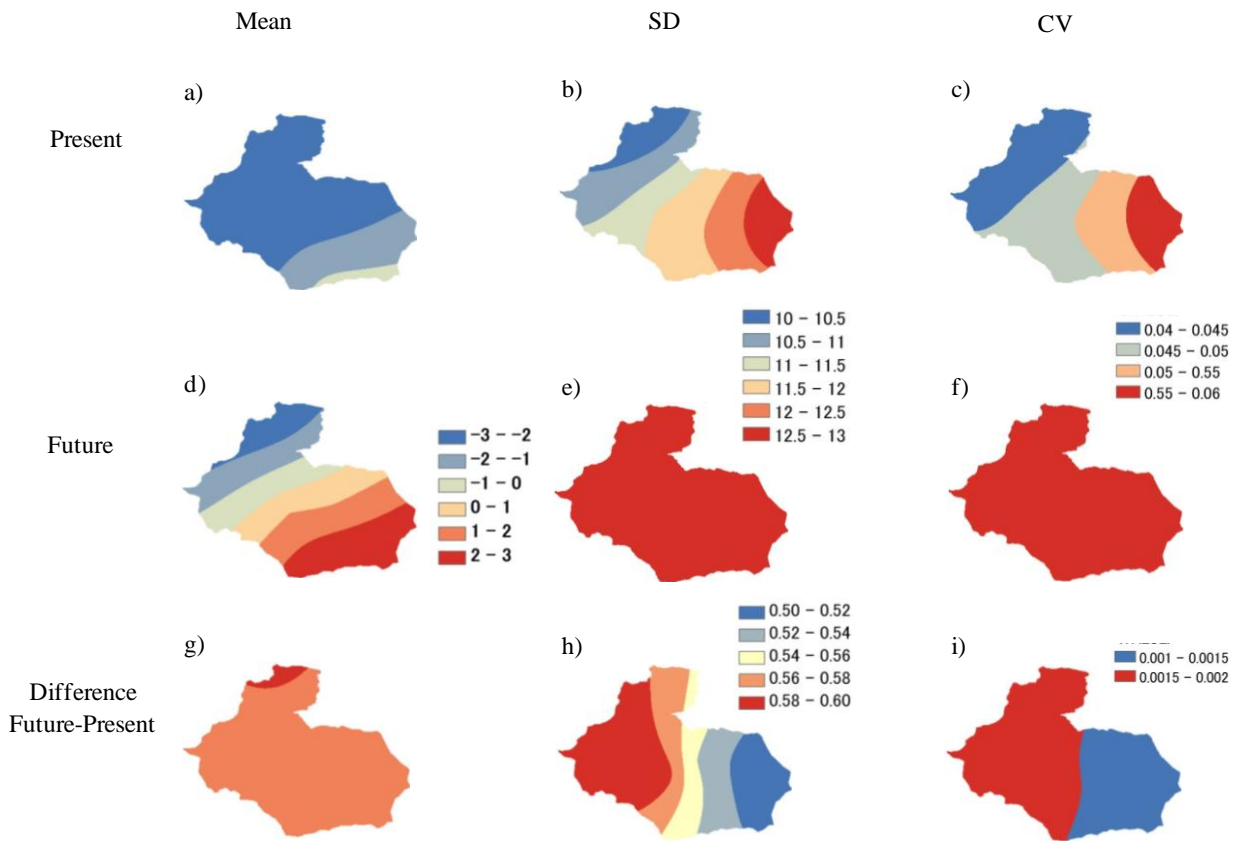 Mean
SD
CV
a)
b)
c)
Present
10 – 10.5
10.5 – 11
11 – 11.5
11.5 – 12
12 – 12.5
12.5 – 13
0.04 – 0.045
0.045 – 0.05
0.05 – 0.55
0.55 – 0.06
d)
e)
f)
Future
−3 – −2
−2 – −1
−1 – 0
0 – 1
1 – 2
2 – 3
g)
h)
i)
0.50 – 0.52
0.52 – 0.54
0.54 – 0.56
0.56 – 0.58
0.58 – 0.60
0.001 – 0.0015
0.0015 – 0.002
Difference
Future-Present